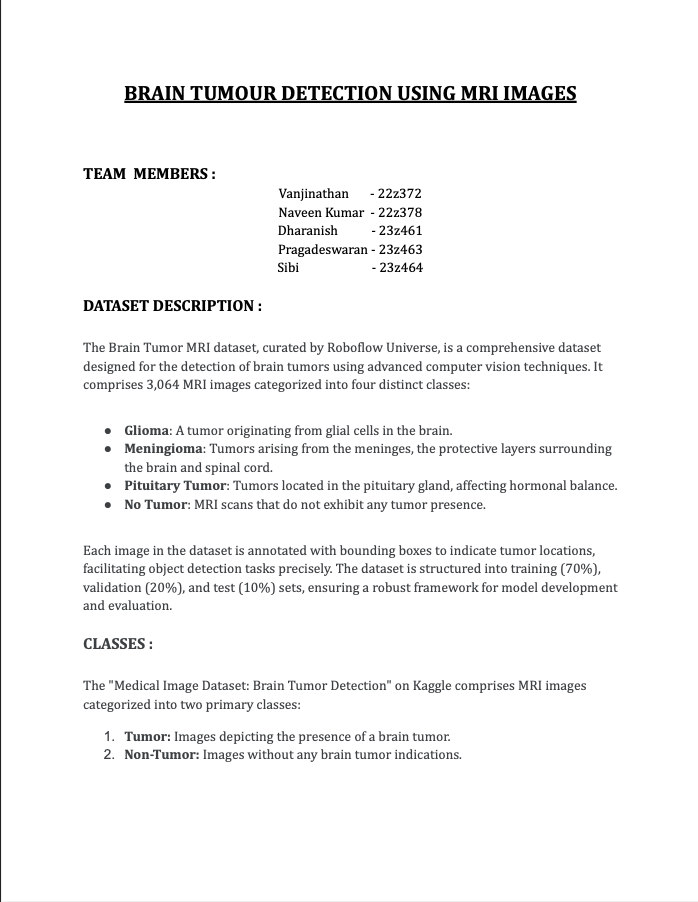 BRAIN TUMOUR DETECTION USING MRI IMAGES
TEAM MEMBERS :
Vanjinathan - 22z372
Naveen Kumar - 22z378
Dharanish - 23z461
Pragadeswaran - 23z463
Sibi - 23z464
DATASET DESCRIPTION :
The Brain Tumor MRI dataset, curated by Roboflow Universe, is a comprehensive dataset
designed for the detection of brain tumors using advanced computer vision techniques. It
comprises 3,064 MRI images categorized into four distinct classes:
● Glioma: A tumor originating from glial cells in the brain.
● Meningioma: Tumors arising from the meninges, the protective layers surrounding
the brain and spinal cord.
● Pituitary Tumor: Tumors located in the pituitary gland, affecting hormonal balance.
● No Tumor: MRI scans that do not exhibit any tumor presence.
Each image in the dataset is annotated with bounding boxes to indicate tumor locations,
facilitating object detection tasks precisely. The dataset is structured into training (70%),
validation (20%), and test (10%) sets, ensuring a robust framework for model development
and evaluation.
CLASSES :
The "Medical Image Dataset: Brain Tumor Detection" on Kaggle comprises MRI images
categorized into two primary classes:
1. Tumor: Images depicting the presence of a brain tumor.
2. Non-Tumor: Images without any brain tumor indications.